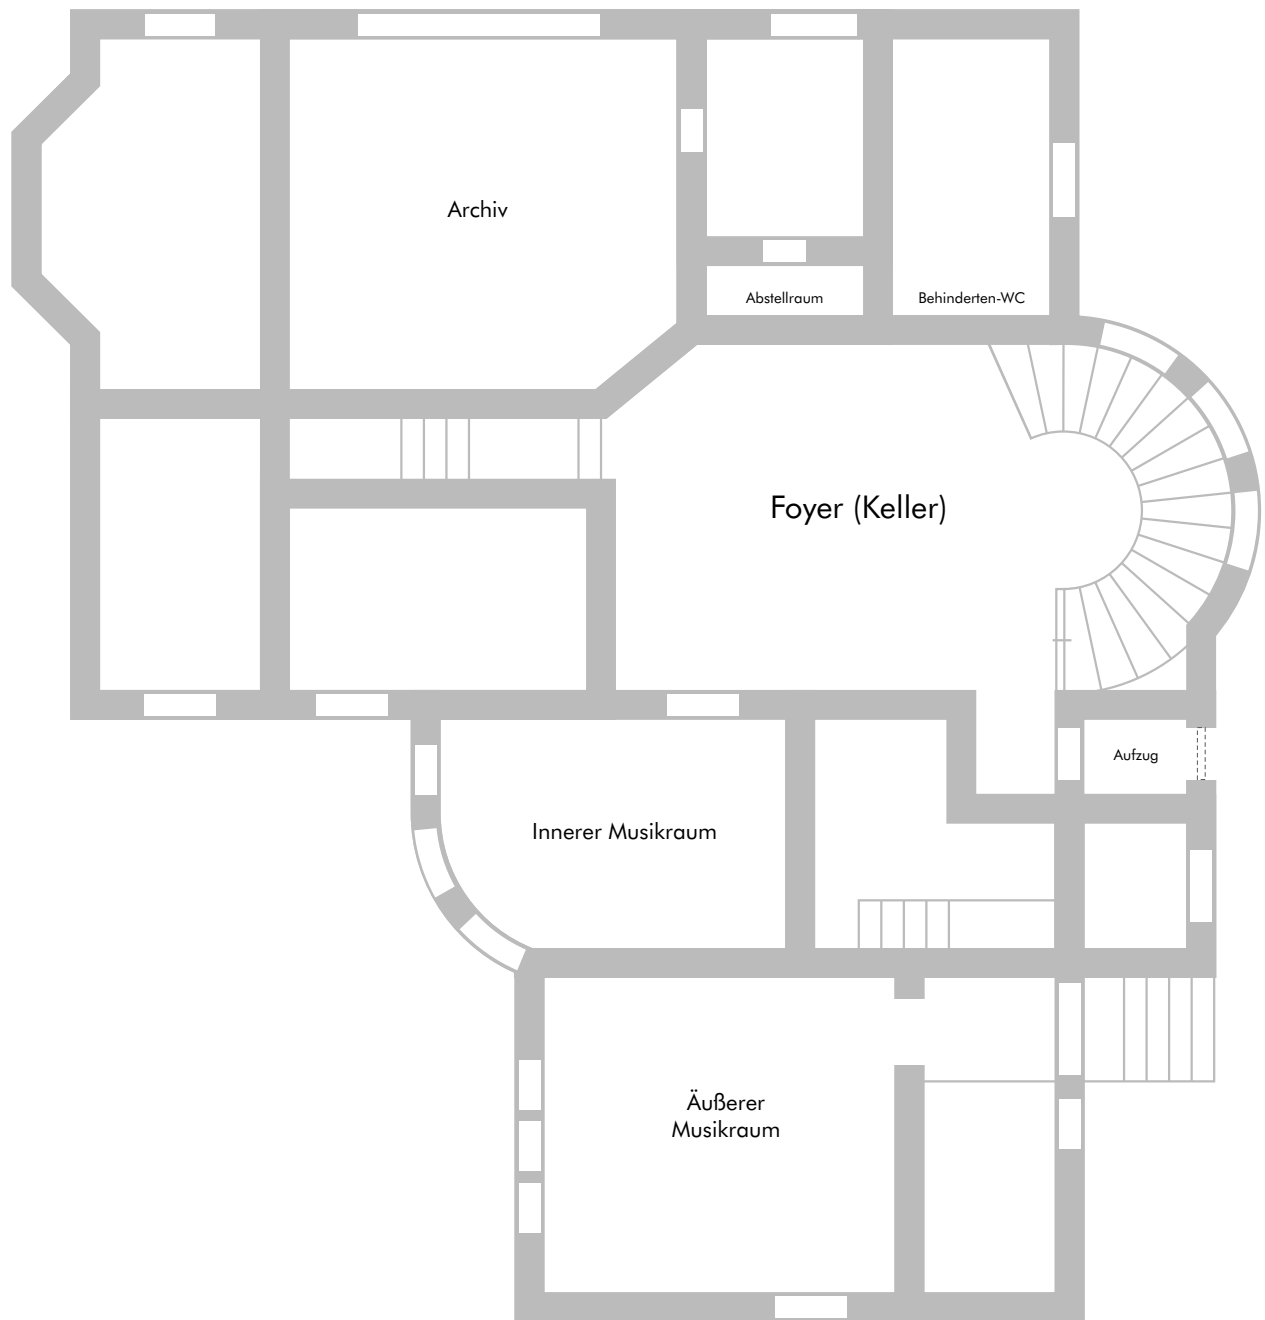 Archiv
Abstellraum
Behinderten-WC
Foyer (Keller)
Aufzug
Innerer Musikraum
Äußerer
Musikraum